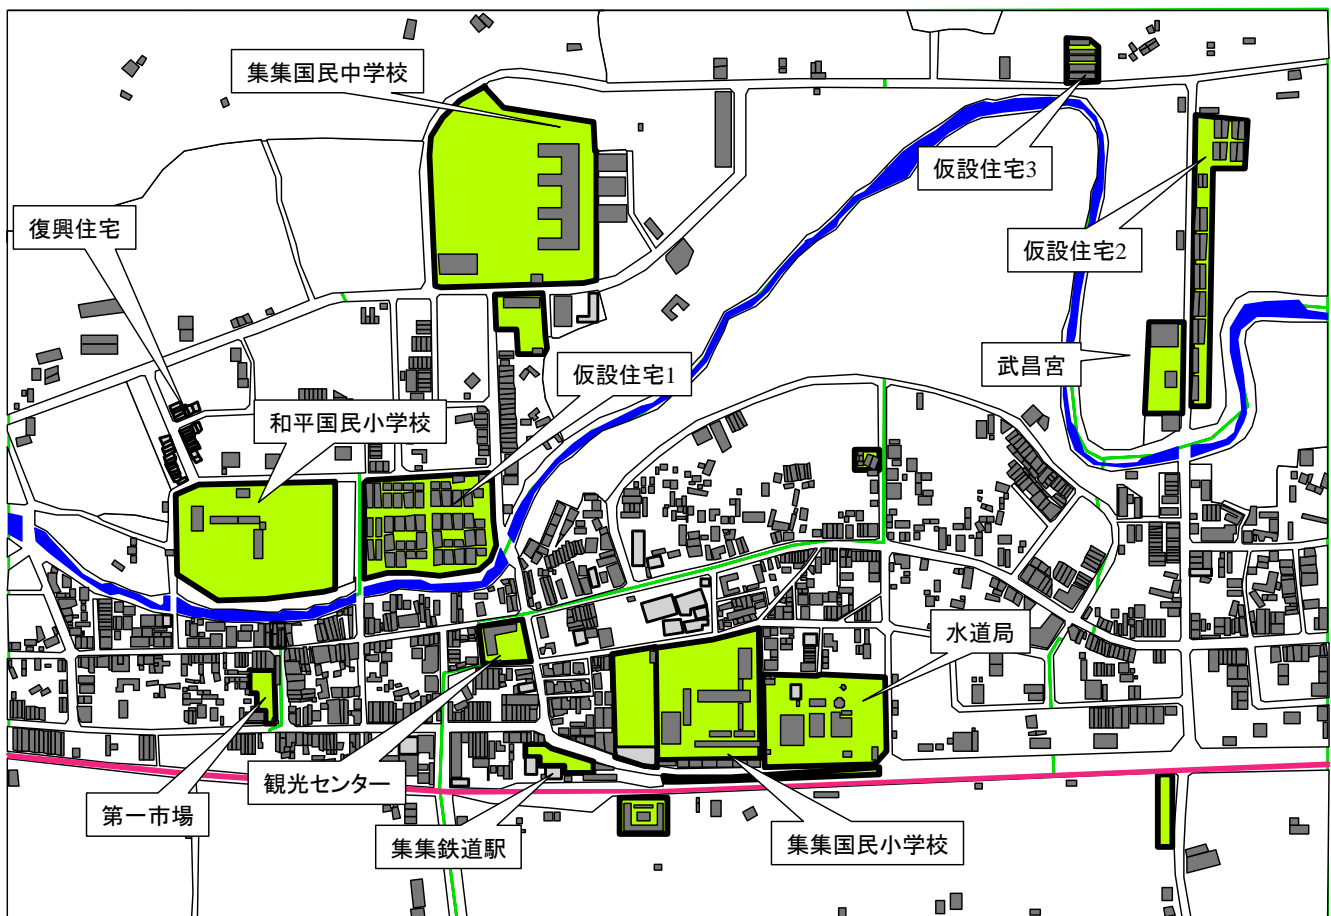 集集国民中学校
仮設住宅3
復興住宅
仮設住宅2
武昌宮
仮設住宅1
和平国民小学校
水道局
観光センター
第一市場
集集鉄道駅
集集国民小学校